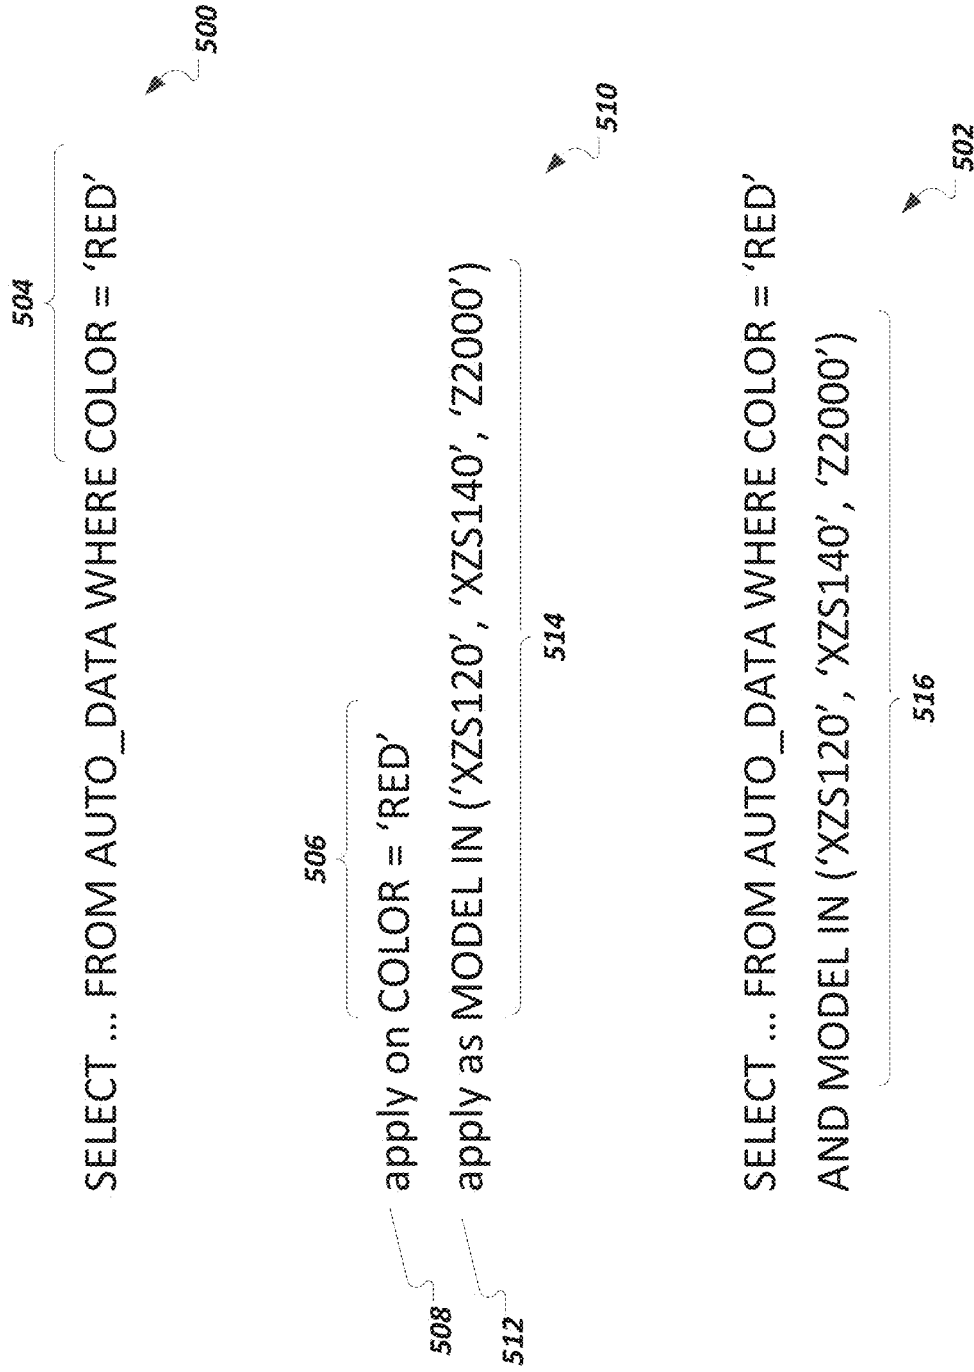 504
SELECT ... FROM AUTO_DATA WHERE COLOR = ‘RED’
500
506
508
apply on COLOR = ‘RED’
512
apply as MODEL IN (‘XZS120’, ‘XZS140’, ‘Z2000’)
514
510
SELECT ... FROM AUTO_DATA WHERE COLOR = ‘RED’
AND MODEL IN (‘XZS120’, ‘XZS140’, ‘Z2000’)
516
502